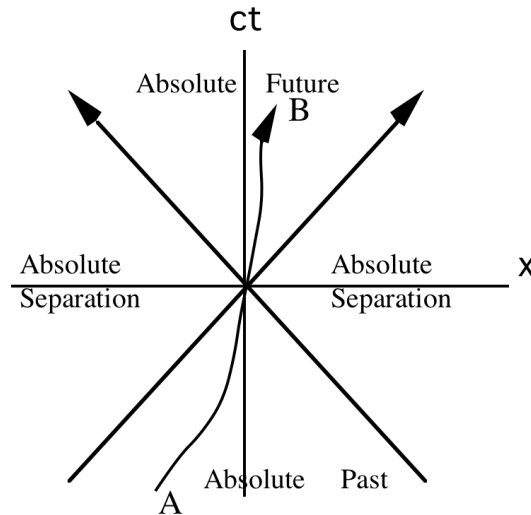 ct
Absolute Future
B
Absolute Absolute
x
Separation Separation
Absolute Past
A